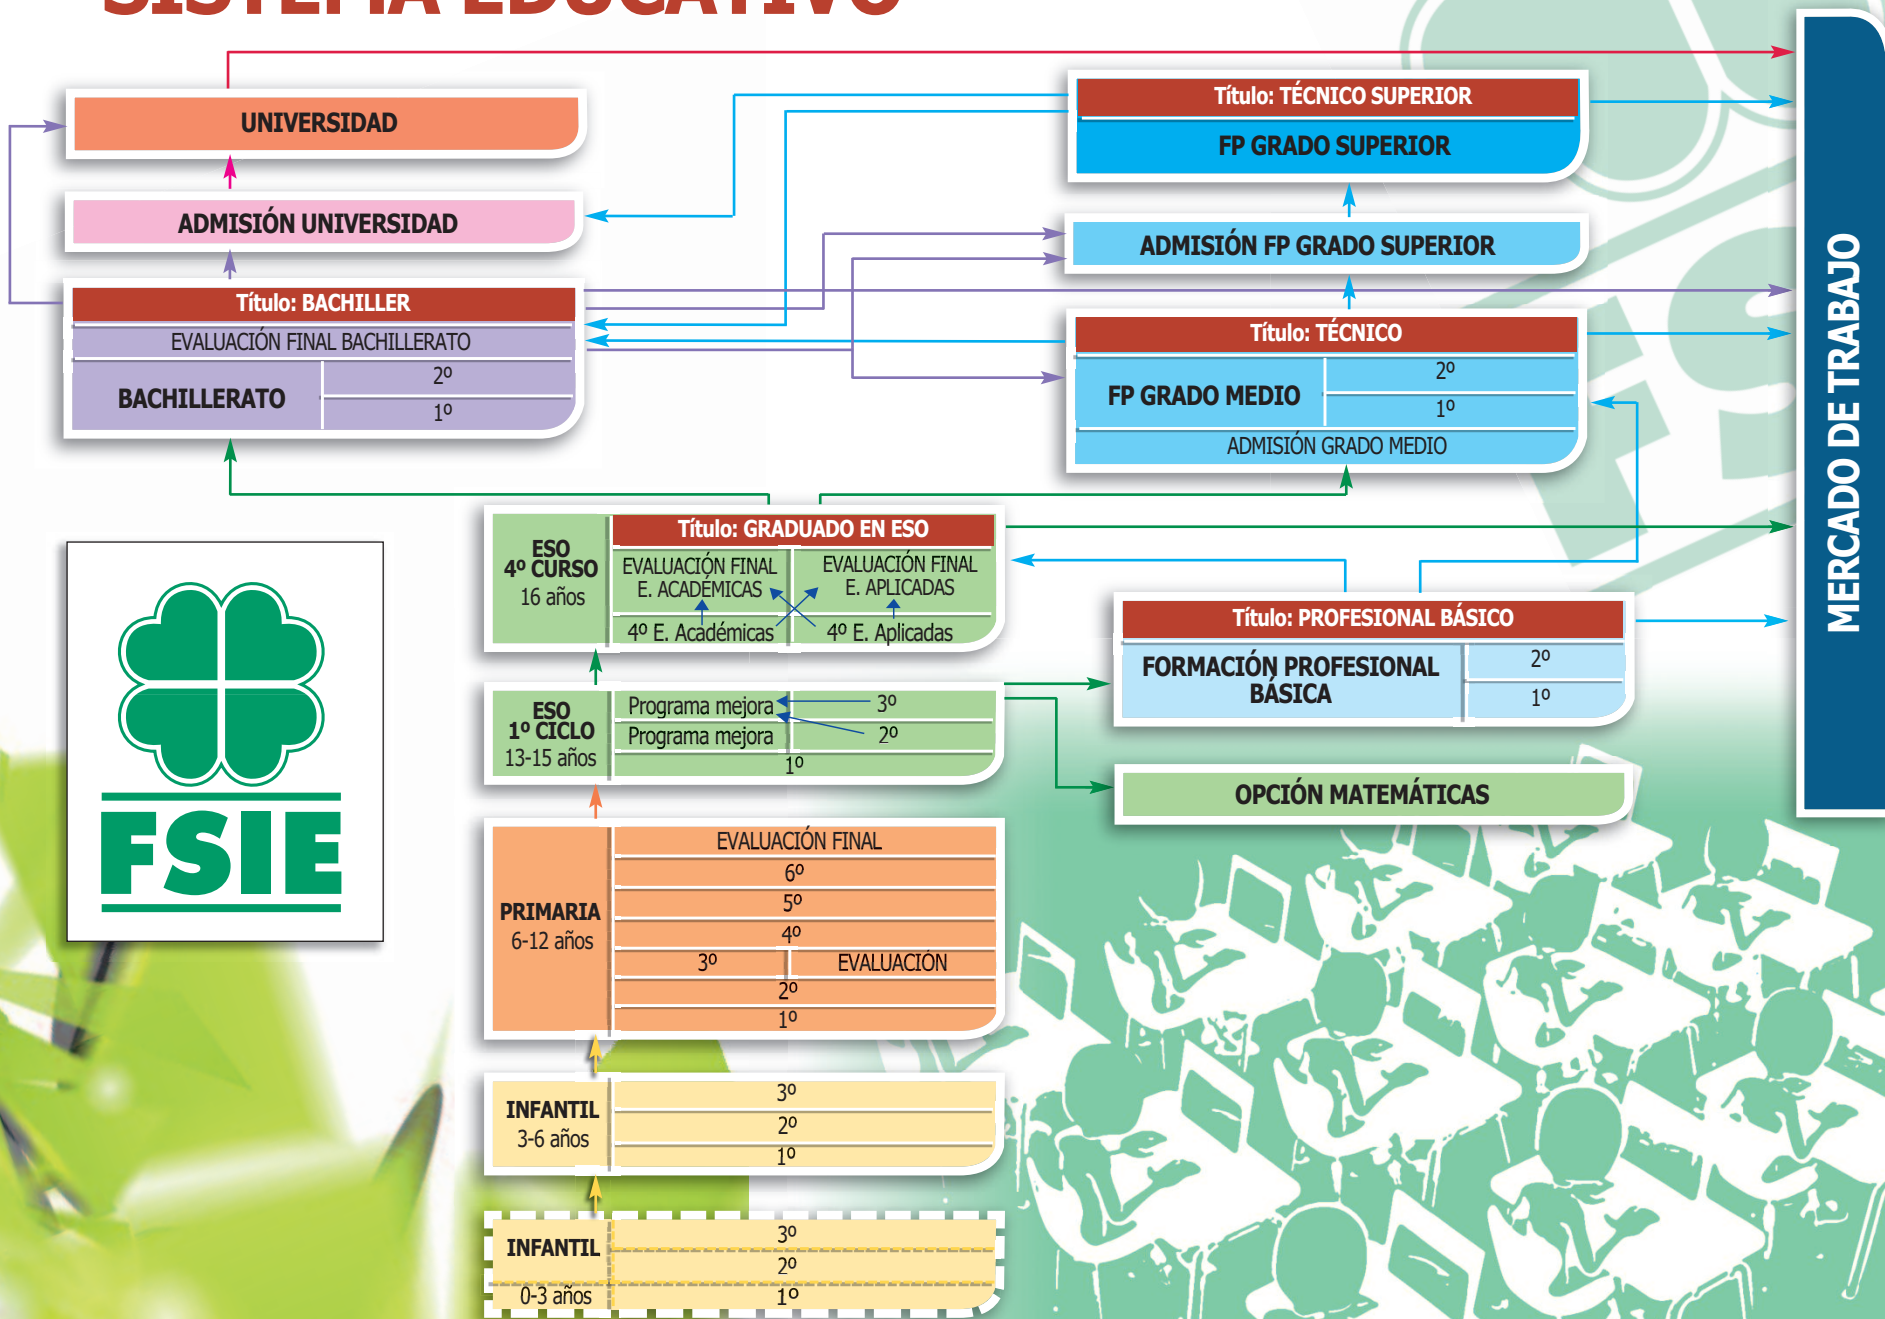 SISTEMA EDUCATIVO
UNIVERSIDAD
ADMISIÓN UNIVERSIDAD
Título: BACHILLER
EVALUACIÓN FINAL BACHILLERATO
BACHILLERATO
2º
1º
Título: TÉCNICO SUPERIOR
FP GRADO SUPERIOR
ADMISIÓN FP GRADO SUPERIOR
Título: TÉCNICO
FP GRADO MEDIO
2º
1º
ADMISIÓN GRADO MEDIO
MERCADO DE TRABAJO
ESO
4º CURSO
16 años
Título: GRADUADO EN ESO
EVALUACIÓN FINAL
E. ACADÉMICAS
EVALUACIÓN FINAL
E. APLICADAS
4º E. Académicas
4º E. Aplicadas
Título: PROFESIONAL BÁSICO
FORMACIÓN PROFESIONAL
BÁSICA
2º
1º
ESO
1º CICLO
13-15 años
Programa mejora
3º
Programa mejora
2º
1º
OPCIÓN MATEMÁTICAS
FSIE
PRIMARIA
6-12 años
EVALUACIÓN FINAL
6º
5º
4º
3º
EVALUACIÓN
2º
1º
INFANTIL
3-6 años
3º
2º
1º
INFANTIL
0-3 años
3º
2º
1º